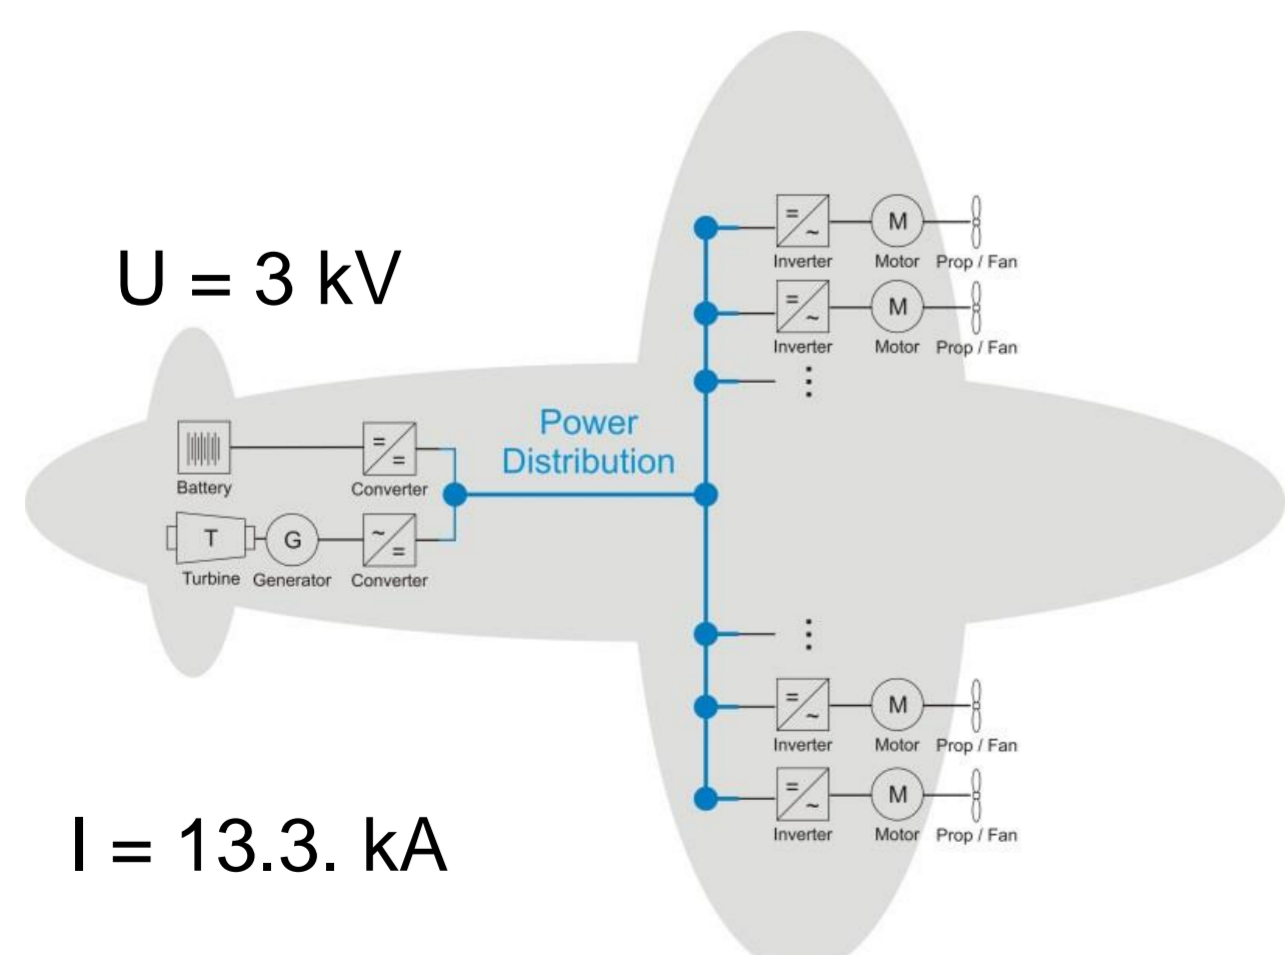 U = 3 kV
= ~ M
Inverter Motor Prop / Fan
= ~ M
Inverter Motor Prop / Fan
Power
Distribution
= =
Battery Converter
T G ~ =
Turbine Generator Converter
= ~ M
Inverter Motor Prop / Fan
= ~ M
Inverter Motor Prop / Fan
I = 13.3. kA